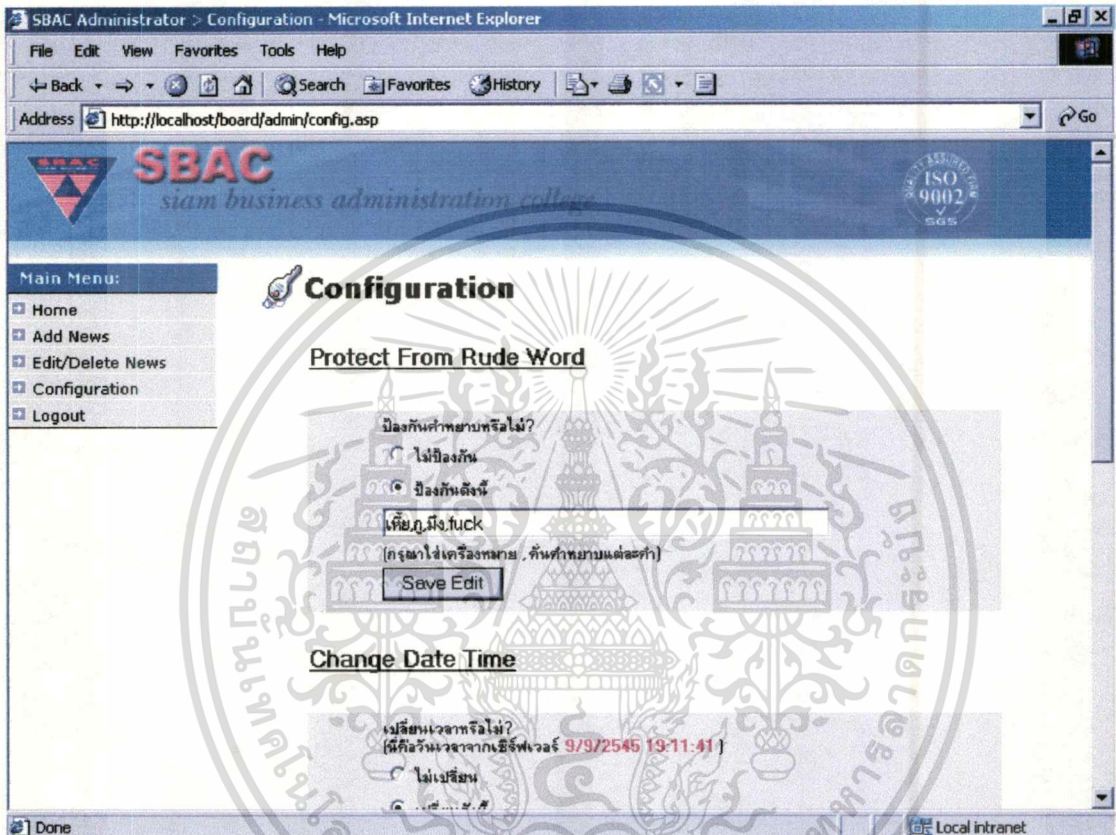 SBAC Administrator > Configuration - Microsoft Internet Explorer
File Edit View Favorites Tools Help
Back Search Favorites History
Address http://localhost/board/admin/config.asp Go
SBAC
SBAC
siam business administration college
QUALITY ASSURED FIRM
ISO
9002
SGS
Main Menu:
Home
Add News
Edit/Delete News
Configuration
Logout
Configuration
Protect From Rude Word
ป้องกันคำหยาบหรือไม่?
ไม่ป้องกัน
ป้องกันดังนี้
เหี้ย,กู,มึง,fuck
(กรุณาใส่เครื่องหมาย , คั่นคำหยาบแต่ละคำ)
Save Edit
Change Date Time
เปลี่ยนเวลาหรือไม่?
(นี่คือวันเวลาจากเซิร์ฟเวอร์ 9/9/2545 19:11:41 )
ไม่เปลี่ยน
Done
Local intranet